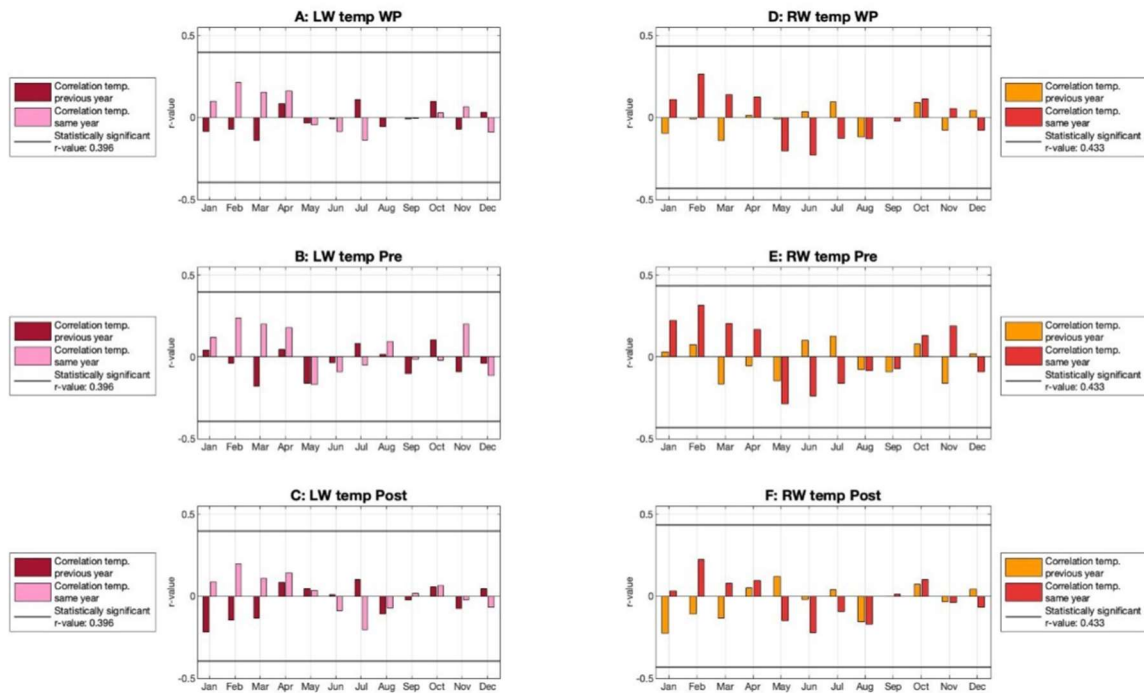 A: LW temp WP
0.5
0
-0.5
r-value
Jan Feb Mar Apr May Jun Jul Aug Sep Oct Nov Dec
Correlation temp.
previous year
Correlation temp.
same year
Statistically significant
r-value: 0.396
D: RW temp WP
0.5
0
-0.5
r-value
Jan Feb Mar Apr May Jun Jul Aug Sep Oct Nov Dec
Correlation temp.
previous year
Correlation temp.
same year
Statistically significant
r-value: 0.433
B: LW temp Pre
0.5
0
-0.5
r-value
Jan Feb Mar Apr May Jun Jul Aug Sep Oct Nov Dec
Correlation temp.
previous year
Correlation temp.
same year
Statistically significant
r-value: 0.396
E: RW temp Pre
0.5
0
-0.5
r-value
Jan Feb Mar Apr May Jun Jul Aug Sep Oct Nov Dec
Correlation temp.
previous year
Correlation temp.
same year
Statistically significant
r-value: 0.433
C: LW temp Post
0.5
0
-0.5
r-value
Jan Feb Mar Apr May Jun Jul Aug Sep Oct Nov Dec
Correlation temp.
previous year
Correlation temp.
same year
Statistically significant
r-value: 0.396
F: RW temp Post
0.5
0
-0.5
r-value
Jan Feb Mar Apr May Jun Jul Aug Sep Oct Nov Dec
Correlation temp.
previous year
Correlation temp.
same year
Statistically significant
r-value: 0.433